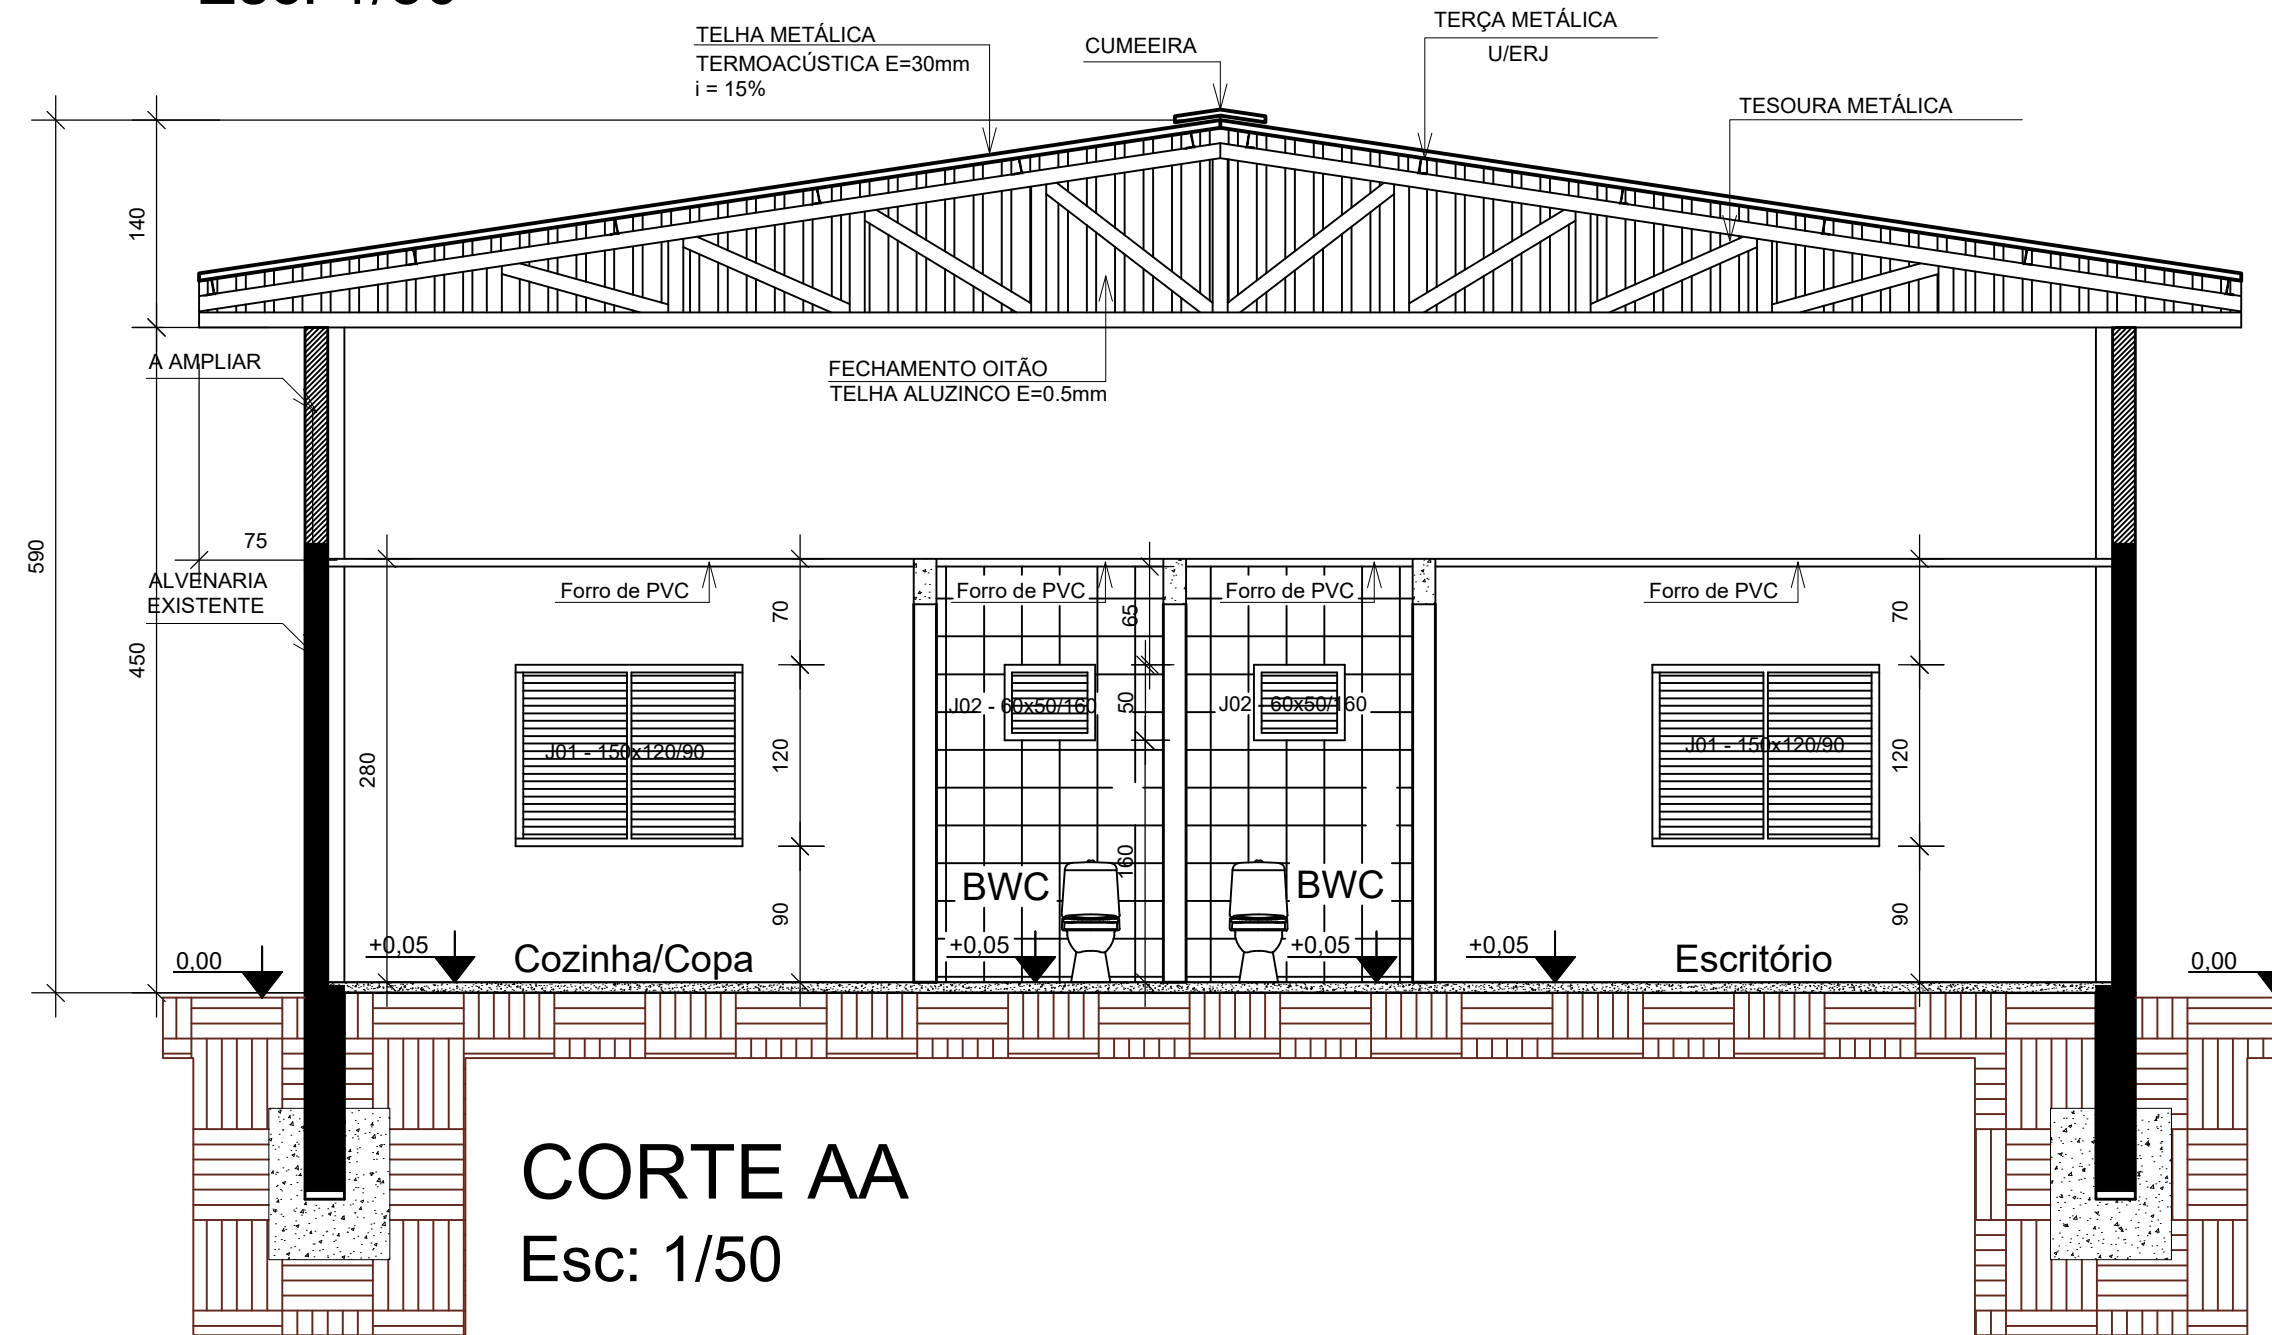 TELHA METÁLICA
TERMOACÚSTICA E=30mm
i = 15%
CUMEEIRA
TERÇA METÁLICA
U/ERJ
TESOURA METÁLICA
140
A AMPLIAR
FECHAMENTO OITÃO
TELHA ALUZINCO E=0.5mm
590
75
ALVENARIA
EXISTENTE
450
Forro de PVC
Forro de PVC
Forro de PVC
Forro de PVC
70
65
70
J01 - 150x120/90
J02 - 60x50/160
J02 - 60x50/160
J01 - 150x120/90
280
120
50
120
90
160
90
BWC
BWC
0,00
+0,05
Cozinha/Copa
+0,05
+0,05
+0,05
Escritório
0,00
CORTE AA
Esc: 1/50